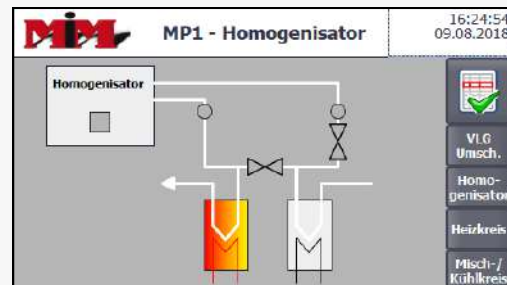 MIM
MP1 - Homogenisator
16:24:54
09.08.2018
Homogenisator
VLG
Umsch.
Homo-
genisator
Heizkreis
Misch-/
Kühlkreis